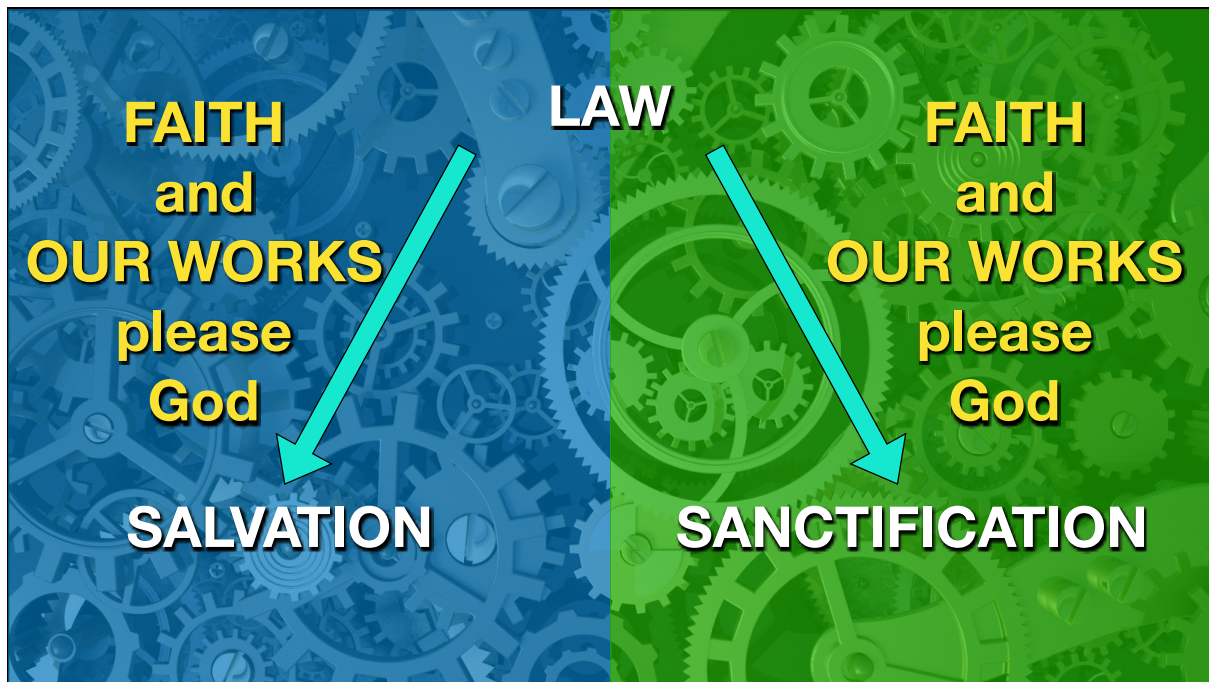 LAW
FAITH
and
OUR WORKS
please
God
SALVATION
FAITH
and
OUR WORKS
please
God
SANCTIFICATION